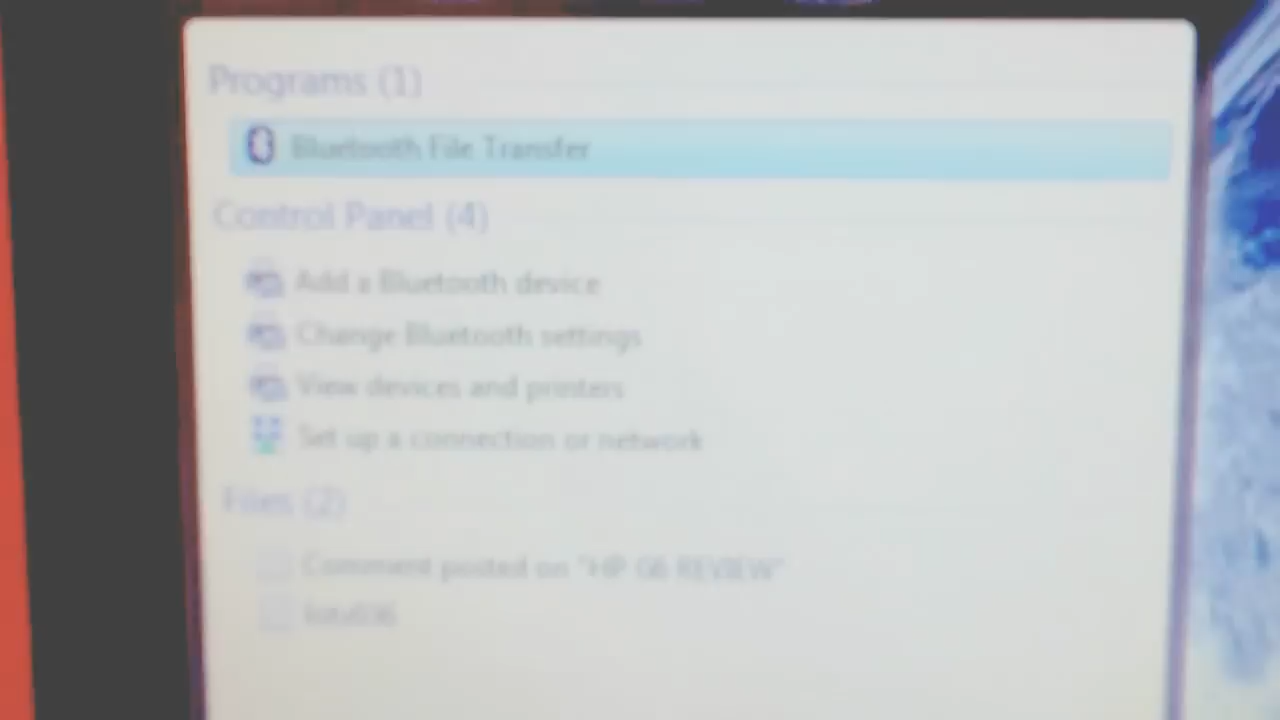 Programs (1)
Bluetooth File Transfer
Control Panel (4)
Add a Bluetooth device
Change Bluetooth settings
View devices and printers
Set up a connection or network
Files (2)
Comment posted on "HP G6 REVIEW"